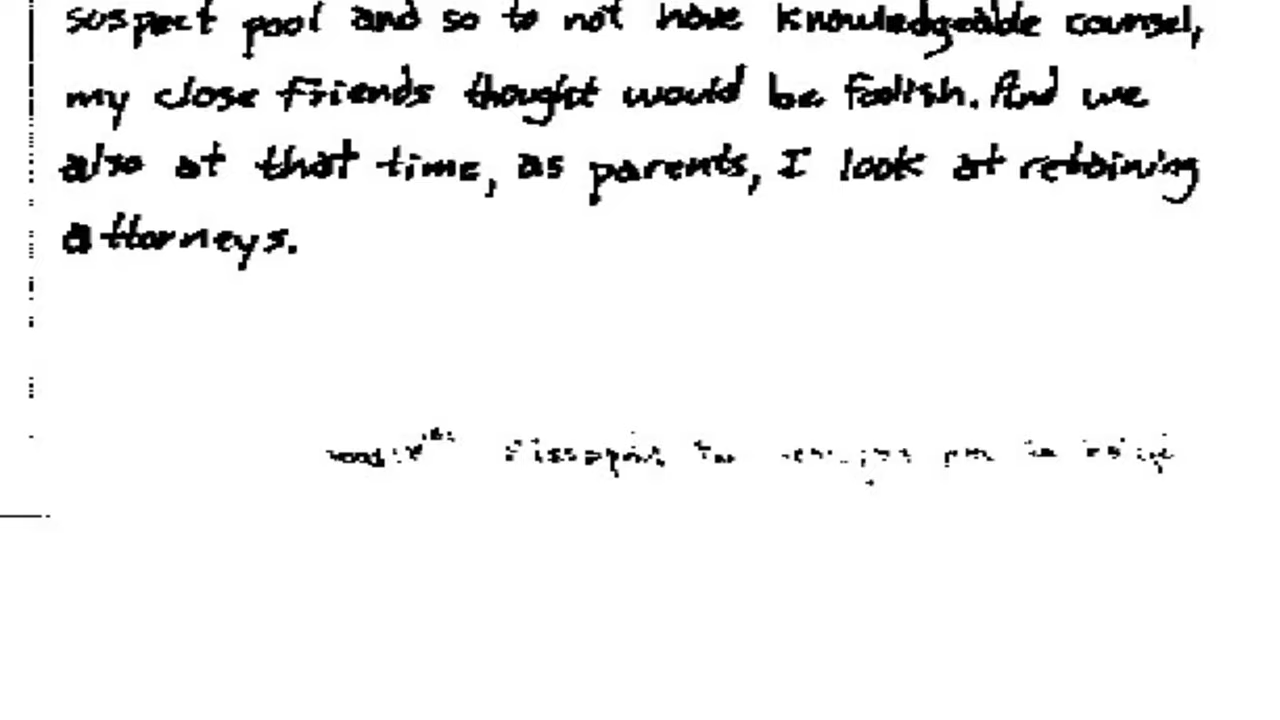 suspect pool and so to not have knowledgeable counsel,
my close friends thought would be foolish. And we
also at that time, as parents, I look at retaining
attorneys.